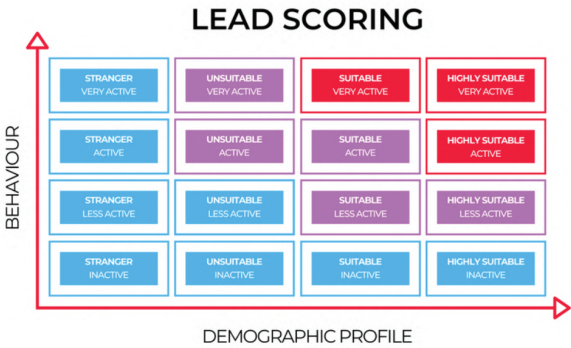 LEAD SCORING
STRANGER
VERY ACTIVE
UNSUITABLE
VERY ACTIVE
SUITABLE
VERY ACTIVE
HIGHLY SUITABLE
VERY ACTIVE
STRANGER
ACTIVE
UNSUITABLE
ACTIVE
SUITABLE
ACTIVE
HIGHLY SUITABLE
ACTIVE
STRANGER
LESS ACTIVE
UNSUITABLE
LESS ACTIVE
SUITABLE
LESS ACTIVE
HIGHLY SUITABLE
LESS ACTIVE
STRANGER
INACTIVE
UNSUITABLE
INACTIVE
SUITABLE
INACTIVE
HIGHLY SUITABLE
INACTIVE
BEHAVIOUR
DEMOGRAPHIC PROFILE